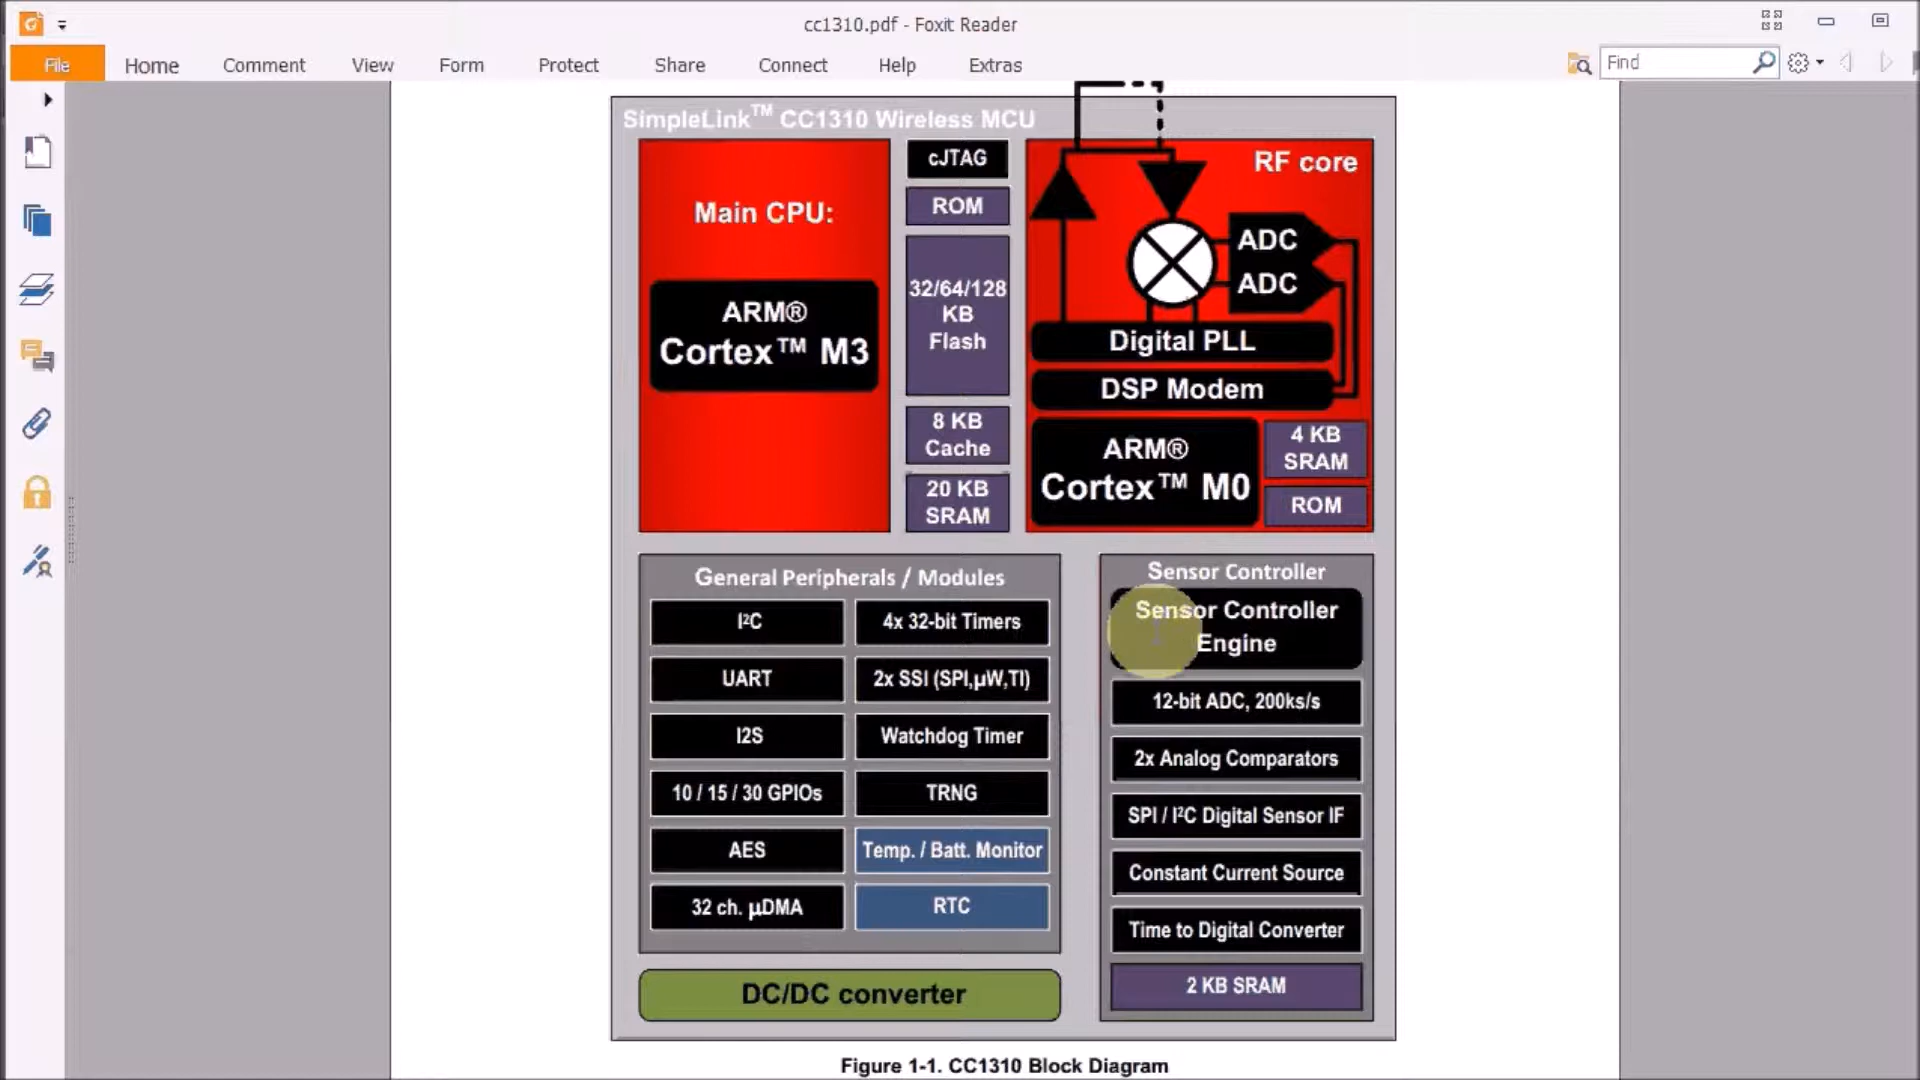 cc1310.pdf - Foxit Reader
File Home Comment View Form Protect Share Connect Help Extras Find
SimpleLink™ CC1310 Wireless MCU
Main CPU:
ARM®
Cortex™ M3
cJTAG
ROM
32/64/128
KB
Flash
8 KB
Cache
20 KB
SRAM
RF core
ADC
ADC
Digital PLL
DSP Modem
ARM®
Cortex™ M0
4 KB
SRAM
ROM
General Peripherals / Modules
I²C 4x 32-bit Timers
UART 2x SSI (SPI,µW,TI)
I2S Watchdog Timer
10 / 15 / 30 GPIOs TRNG
AES Temp. / Batt. Monitor
32 ch. µDMA RTC
DC/DC converter
Sensor Controller
Sensor Controller
Engine
12-bit ADC, 200ks/s
2x Analog Comparators
SPI / I²C Digital Sensor IF
Constant Current Source
Time to Digital Converter
2 KB SRAM
Figure 1-1. CC1310 Block Diagram